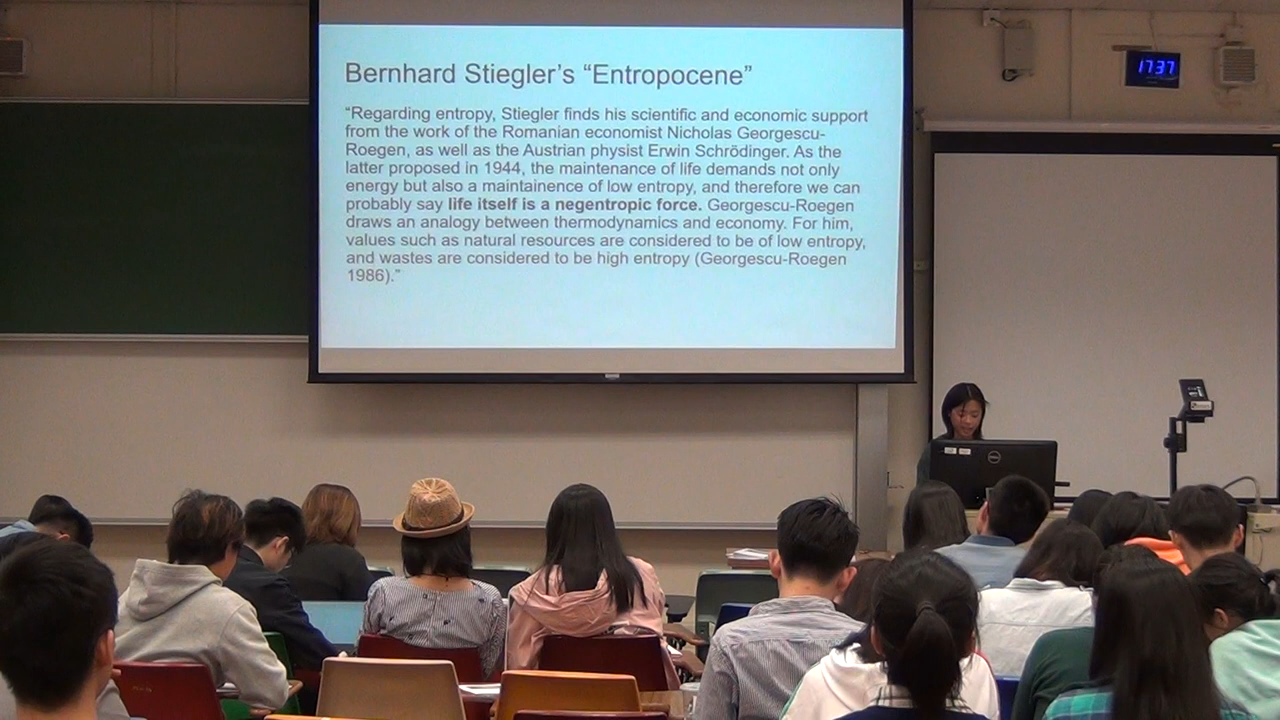 Bernhard Stiegler's “Entropocene”
“Regarding entropy, Stiegler finds his scientific and economic support
from the work of the Romanian economist Nicholas Georgescu-
Roegen, as well as the Austrian physist Erwin Schrödinger. As the
latter proposed in 1944, the maintenance of life demands not only
energy but also a maintainence of low entropy, and therefore we can
probably say life itself is a negentropic force. Georgescu-Roegen
draws an analogy between thermodynamics and economy. For him,
values such as natural resources are considered to be of low entropy,
and wastes are considered to be high entropy (Georgescu-Roegen
1986).”
17:37
DELL